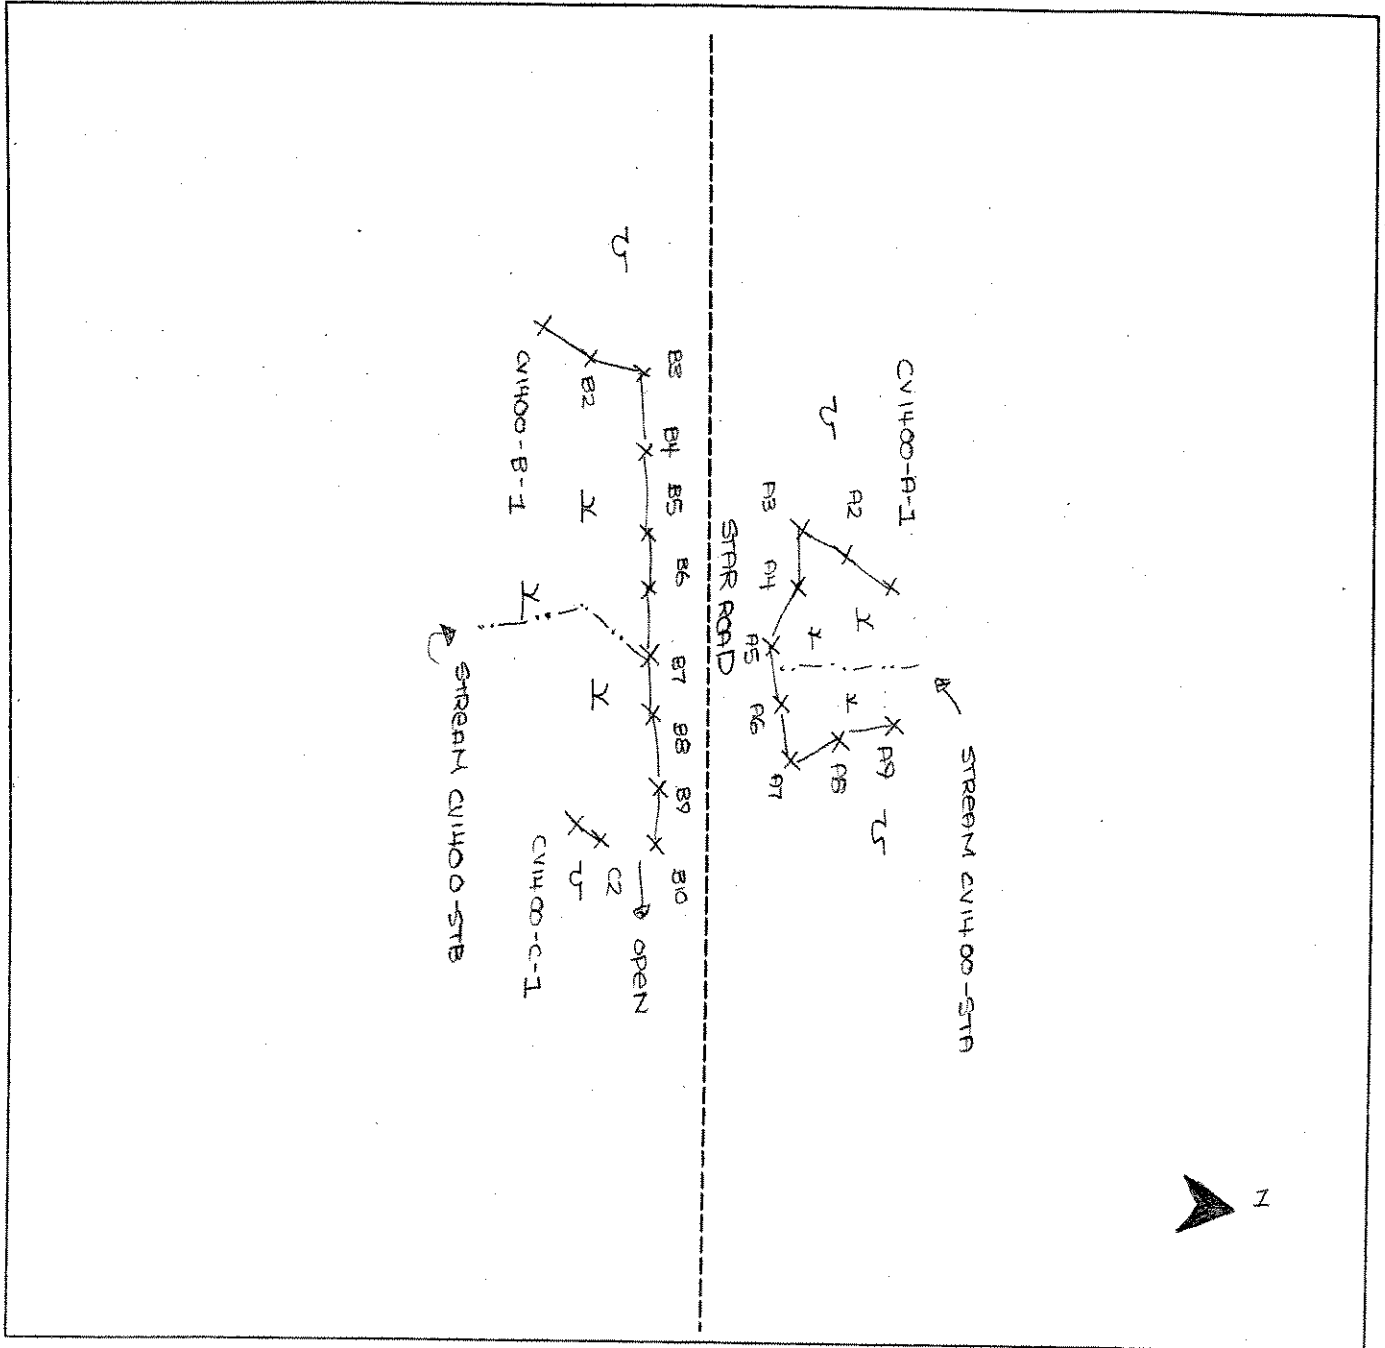 N
STREAM CV1400-STA
CV1400-A-1
A2
A3
A4
A5
A6
A7
A8
A9
U
W
W
W
U
STAR ROAD
B3
B4
B5
B6
B7
B8
B9
B10
B2
U
W
W
W
OPEN
C2
U
CV1400-B-1
CV1400-C-1
STREAM CV1400-STB